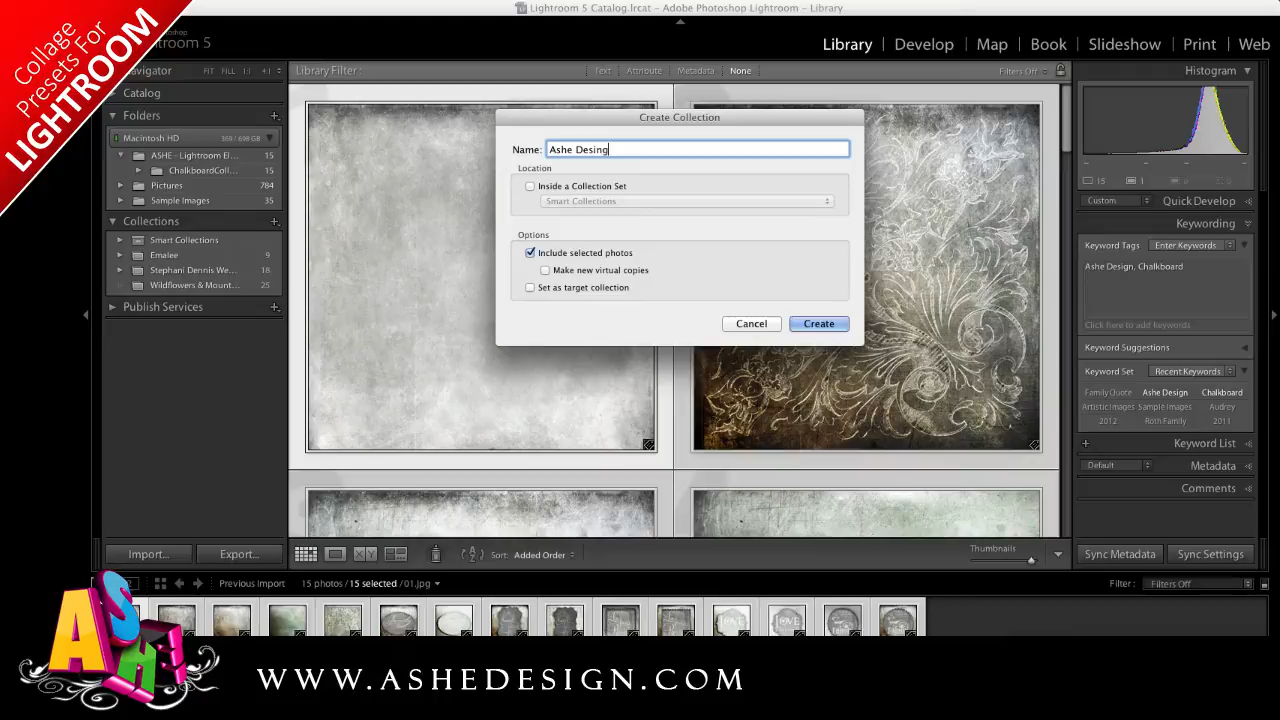 Lightroom 5 Catalog.lrcat – Adobe Photoshop Lightroom – Library
Collage
Presets For
LIGHTROOM
Library | Develop | Map | Book | Slideshow | Print | Web
Navigator FIT FILL 1:1 4:1
Library Filter : Text Attribute Metadata None Filters Off
Histogram
Catalog
Folders
Macintosh HD
ASHE - Lightroom El... 15
ChalkboardColl... 15
Pictures 784
Sample Images 35
Collections
Smart Collections
Emalee 9
Stephani Dennis We... 18
Wildflowers & Mount... 25
Publish Services
Import... Export...
Create Collection
Name: Ashe Desing
Location
Inside a Collection Set
Smart Collections
Options
Include selected photos
Make new virtual copies
Set as target collection
Cancel Create
15 1
Custom Quick Develop
Keywording
Keyword Tags Enter Keywords
Ashe Design, Chalkboard
Click here to add keywords
Keyword Suggestions
Keyword Set Recent Keywords
Family Quote Ashe Design Chalkboard
Artistic Images Sample Images Audrey
2012 Roth Family 2011
Keyword List
Default Metadata
Comments
XY Sort: Added Order Thumbnails
Sync Metadata Sync Settings
Previous Import 15 photos / 15 selected / 01.jpg Filter : Filters Off
ASHE
WWW.ASHEDESIGN.COM